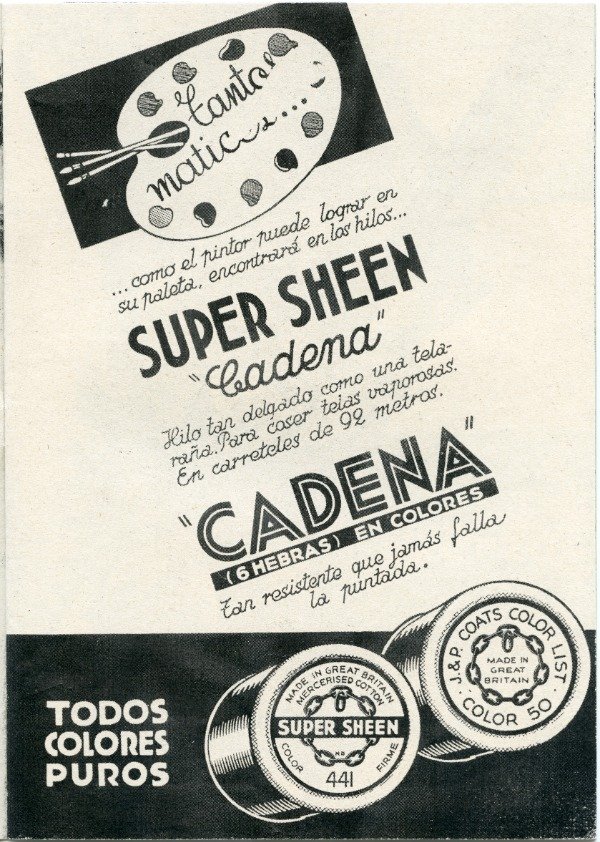 tantos
matices...
...como el pintor puede lograr en
su paleta, encontrará en los hilos...
SUPER SHEEN
"Cadena"
Hilo tan delgado como una tela-
raña. Para coser telas vaporosas.
En carreteles de 92 metros.
"CADENA"
(6 HEBRAS) EN COLORES
Tan resistente que jamás falla
la puntada.
TODOS
COLORES
PUROS
MADE IN GREAT BRITAIN
MERCERISED COTTON
SUPER SHEEN
COLOR 441 FIRME
J. & P. COATS COLOR LIST.
MADE IN
GREAT
BRITAIN
COLOR 50